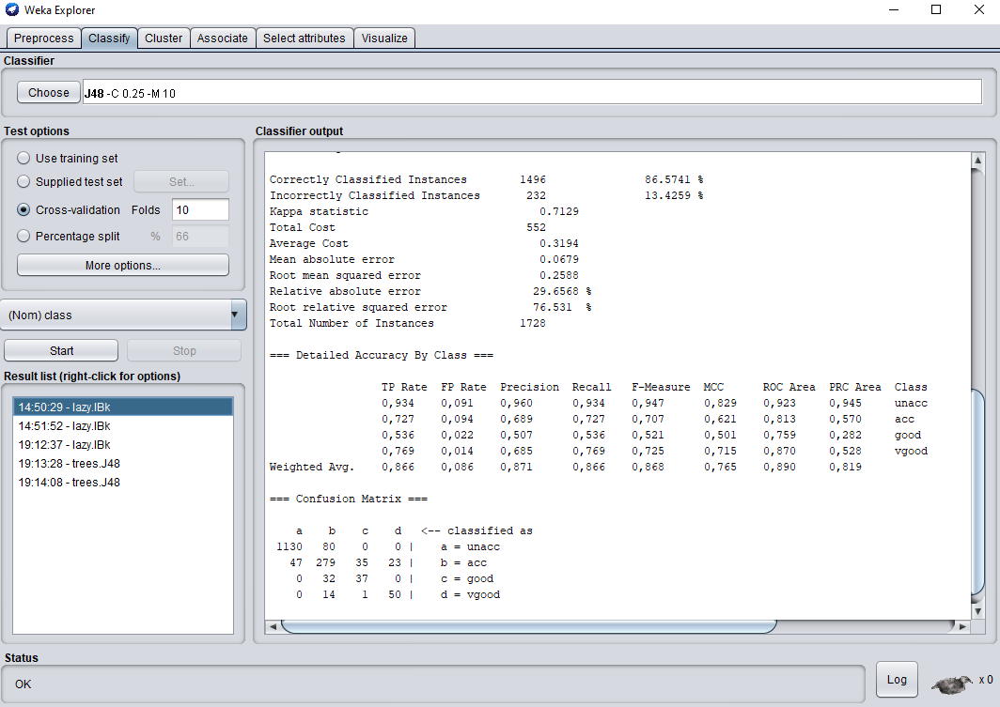 Weka Explorer
Preprocess Classify Cluster Associate Select attributes Visualize
Classifier
Choose J48 -C 0.25 -M 10
Test options
Use training set
Supplied test set Set...
Cross-validation Folds 10
Percentage split % 66
More options...
(Nom) class
Start Stop
Result list (right-click for options)
14:50:29 - lazy.IBk
14:51:52 - lazy.IBk
19:12:37 - lazy.IBk
19:13:28 - trees.J48
19:14:08 - trees.J48
Classifier output
Correctly Classified Instances 1496 86.5741 %
Incorrectly Classified Instances 232 13.4259 %
Kappa statistic 0.7129
Total Cost 552
Average Cost 0.3194
Mean absolute error 0.0679
Root mean squared error 0.2588
Relative absolute error 29.6568 %
Root relative squared error 76.531 %
Total Number of Instances 1728
=== Detailed Accuracy By Class ===
TP Rate FP Rate Precision Recall F-Measure MCC ROC Area PRC Area Class
0,934 0,091 0,960 0,934 0,947 0,829 0,923 0,945 unacc
0,727 0,094 0,689 0,727 0,707 0,621 0,813 0,570 acc
0,536 0,022 0,507 0,536 0,521 0,501 0,759 0,282 good
0,769 0,014 0,685 0,769 0,725 0,715 0,870 0,528 vgood
Weighted Avg. 0,866 0,086 0,871 0,866 0,868 0,765 0,890 0,819
=== Confusion Matrix ===
a b c d <-- classified as
1130 80 0 0 | a = unacc
47 279 35 23 | b = acc
0 32 37 0 | c = good
0 14 1 50 | d = vgood
Status
OK
Log x 0